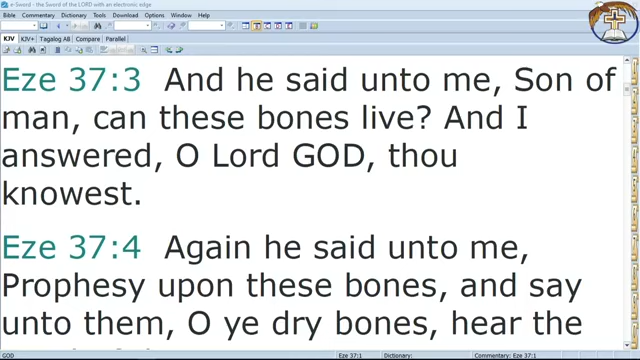 e-Sword - the Sword of the LORD with an electronic edge
Bible Commentary Dictionary Tools Download Options Window Help
KJV KJV+ Tagalog AB Compare Parallel
Eze 37:3 And he said unto me, Son of
man, can these bones live? And I
answered, O Lord GOD, thou
knowest.
Eze 37:4 Again he said unto me,
Prophesy upon these bones, and say
unto them, O ye dry bones, hear the
GOD Eze 37:1 Dictionary: Commentary: Eze 37:1